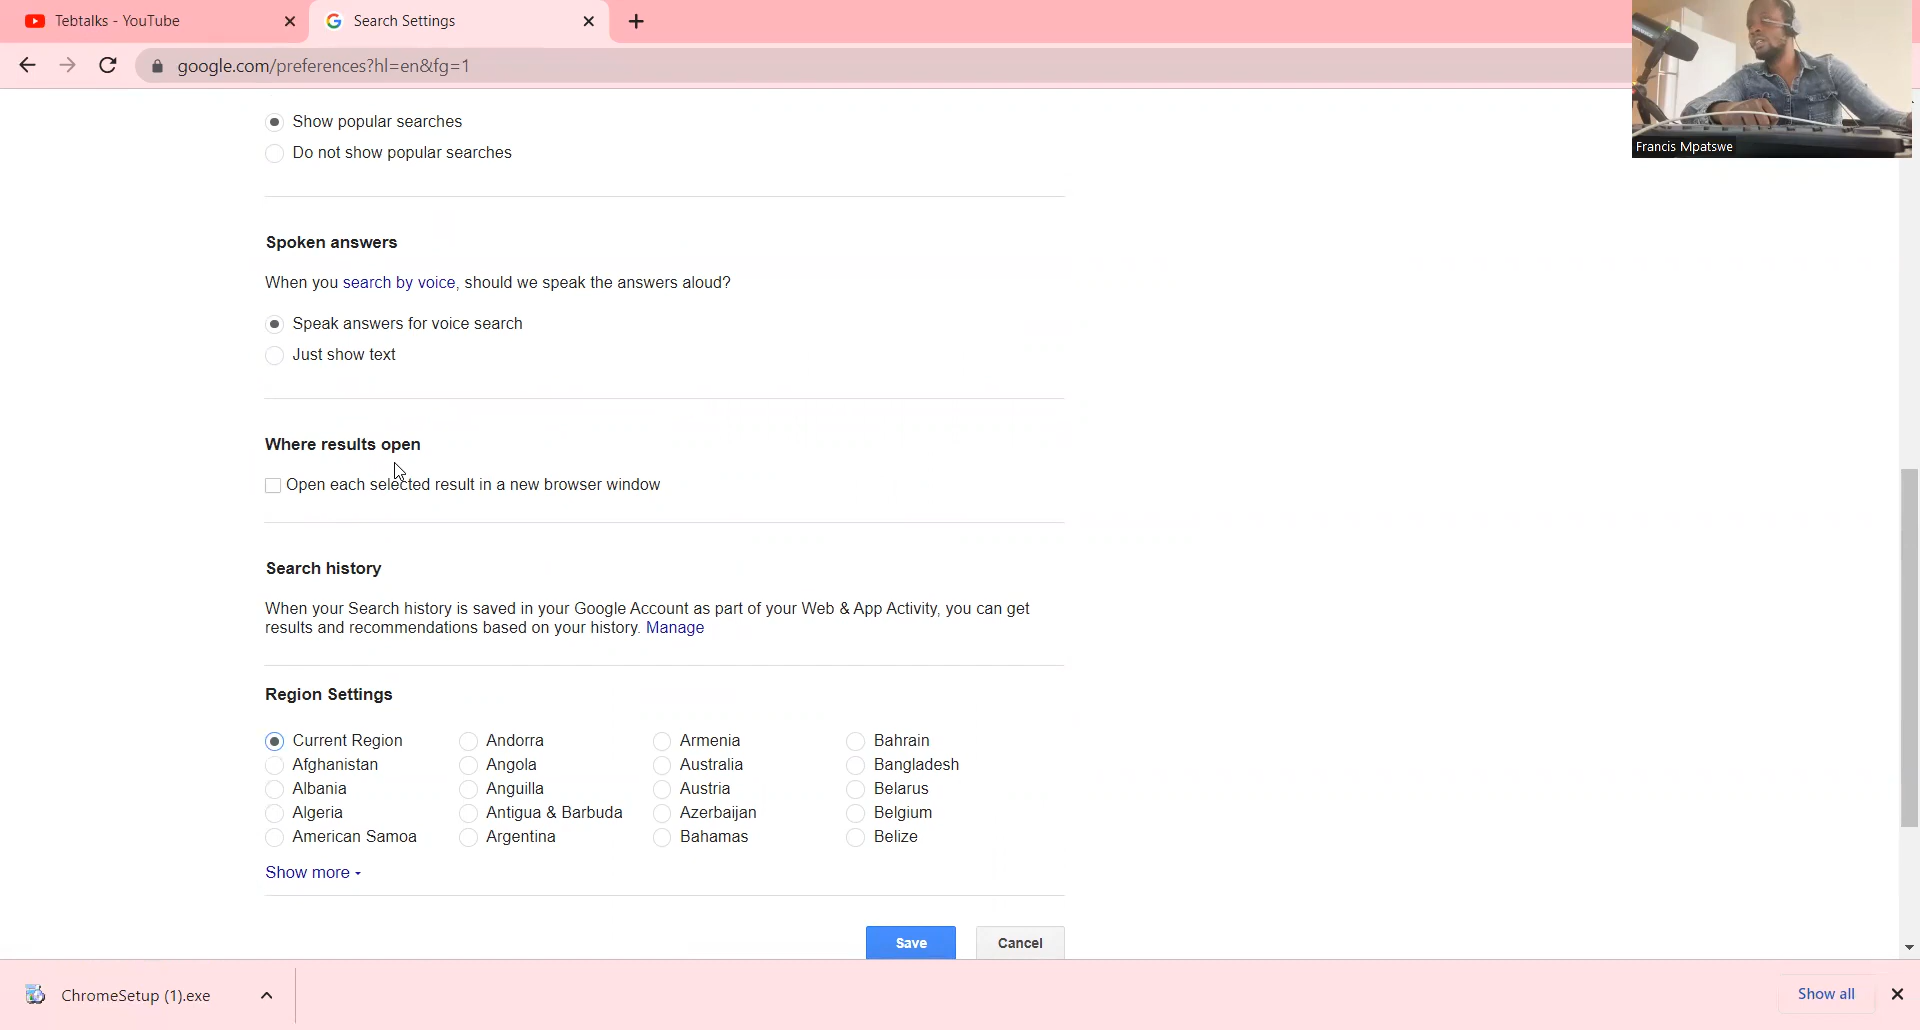 Tebtalks - YouTube
Search Settings
google.com/preferences?hl=en&fg=1
Francis Mpatswe
Show popular searches
Do not show popular searches
Spoken answers
When you search by voice, should we speak the answers aloud?
Speak answers for voice search
Just show text
Where results open
Open each selected result in a new browser window
Search history
When your Search history is saved in your Google Account as part of your Web & App Activity, you can get
results and recommendations based on your history. Manage
Region Settings
Current Region Andorra Armenia Bahrain
Afghanistan Angola Australia Bangladesh
Albania Anguilla Austria Belarus
Algeria Antigua & Barbuda Azerbaijan Belgium
American Samoa Argentina Bahamas Belize
Show more
Save Cancel
ChromeSetup (1).exe
Show all